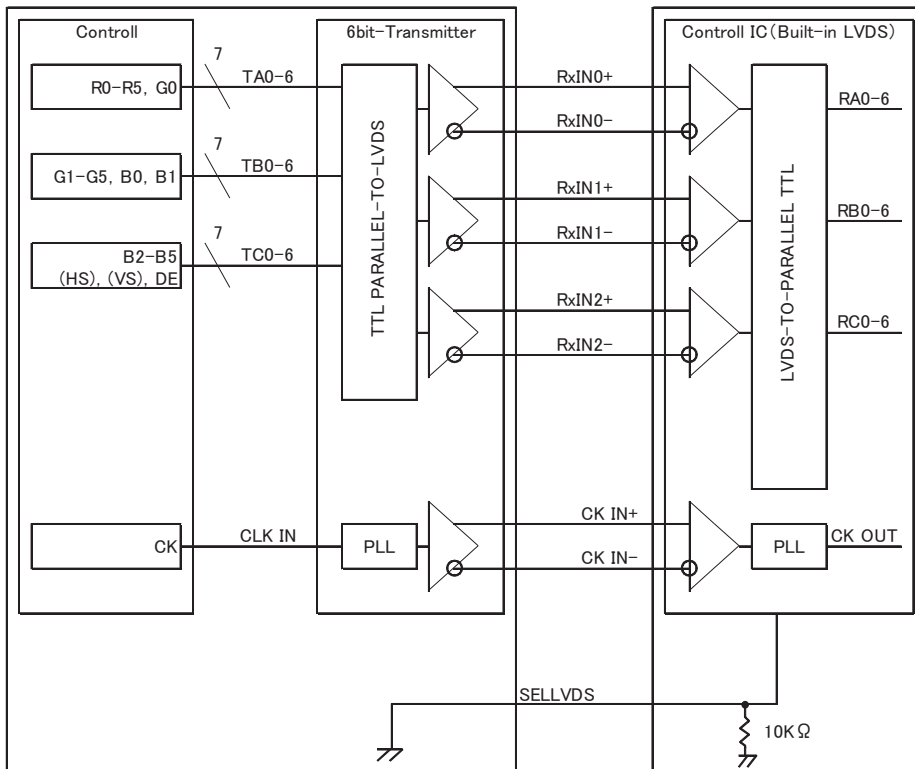 Controll
6bit-Transmitter
Controll IC(Built-in LVDS)
R0-R5, G0
7
TA0-6
G1-G5, B0, B1
7
TB0-6
B2-B5
(HS), (VS), DE
7
TC0-6
TTL PARALLEL-TO-LVDS
RxIN0+
RxIN0-
RxIN1+
RxIN1-
RxIN2+
RxIN2-
LVDS-TO-PARALLEL TTL
RA0-6
RB0-6
RC0-6
CK
CLK IN
PLL
CK IN+
CK IN-
PLL
CK OUT
SELLVDS
10KΩ